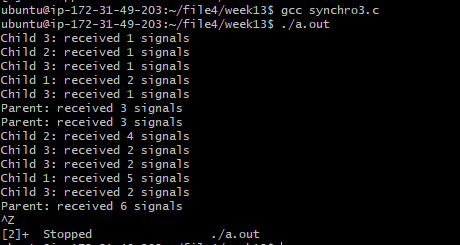 ubuntu@ip-172-31-49-203:~/file4/week13$ gcc synchro3.c
ubuntu@ip-172-31-49-203:~/file4/week13$ ./a.out
Child 3: received 1 signals
Child 2: received 1 signals
Child 3: received 1 signals
Child 1: received 2 signals
Child 3: received 1 signals
Parent: received 3 signals
Parent: received 3 signals
Child 2: received 4 signals
Child 3: received 2 signals
Child 3: received 2 signals
Child 1: received 5 signals
Child 3: received 2 signals
Parent: received 6 signals
^Z
[2]+  Stopped                 ./a.out